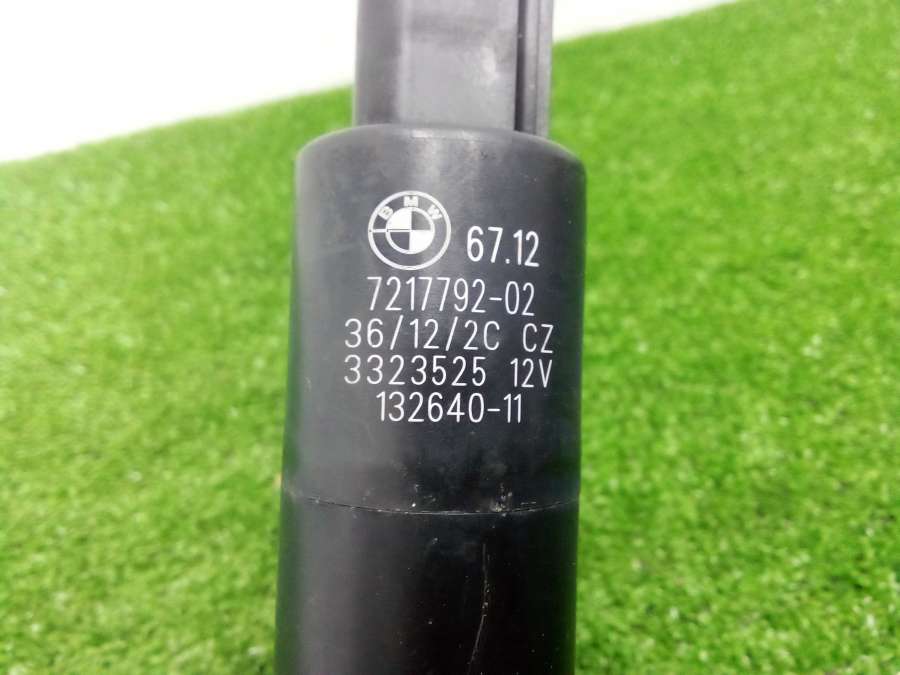 BMW 67.12
7217792-02
36/12/2C CZ
3323525 12V
132640-11